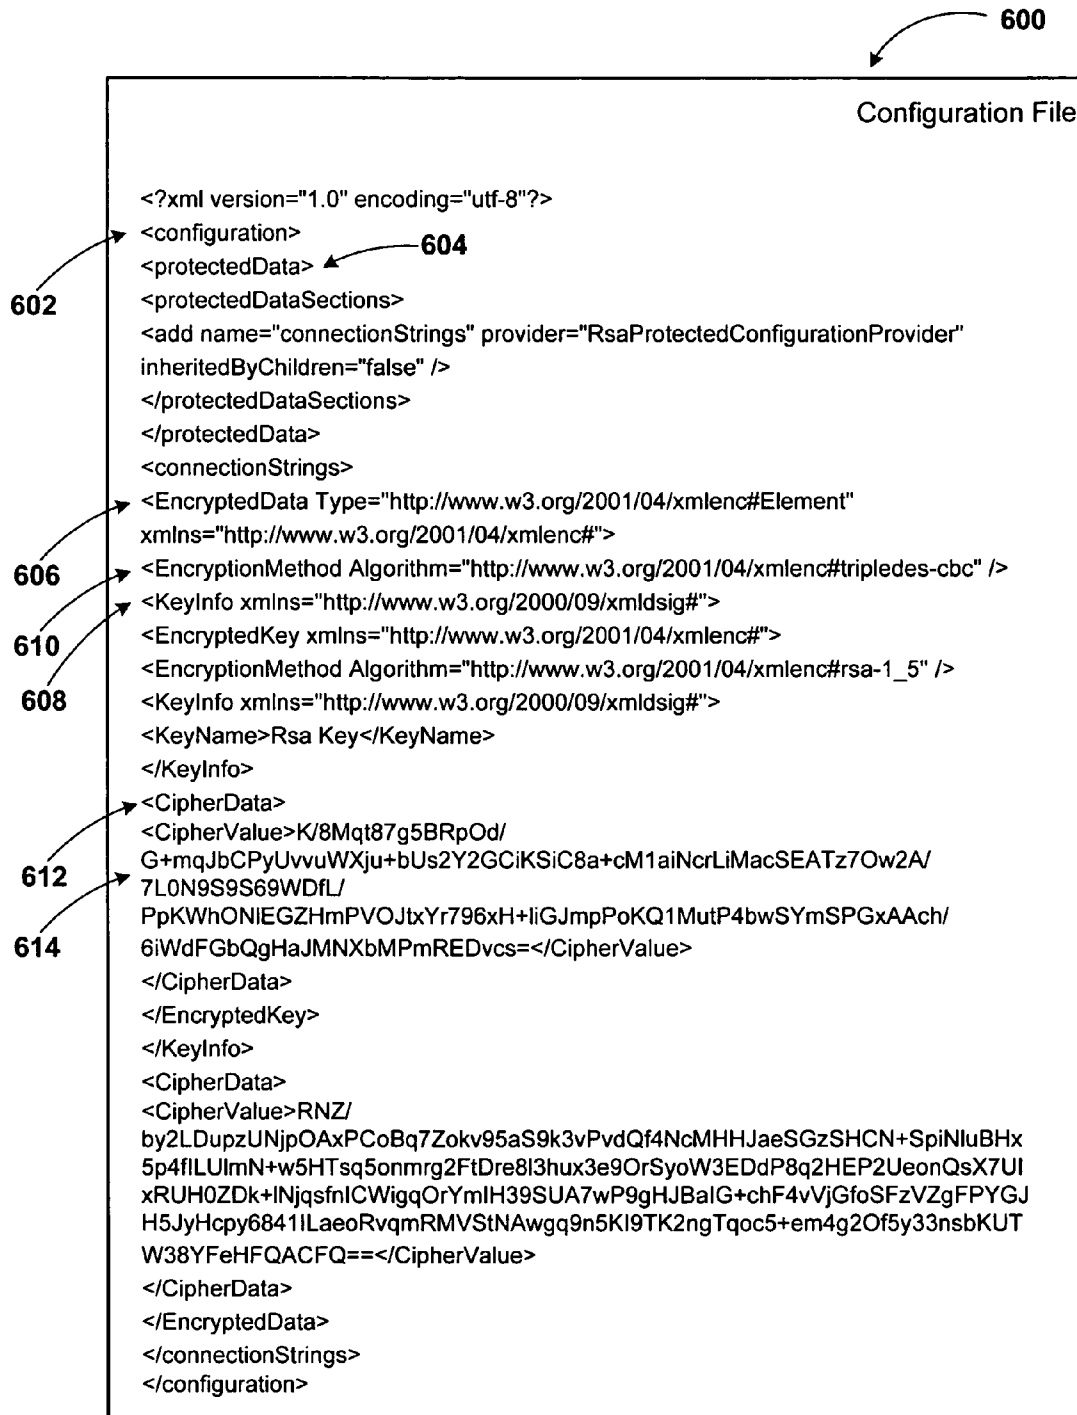 600
Configuration File
<?xml version="1.0" encoding="utf-8"?>
<configuration>
604
<protectedData>
602
<protectedDataSections>
<add name="connectionStrings" provider="RsaProtectedConfigurationProvider"
inheritedByChildren="false" />
</protectedDataSections>
</protectedData>
<connectionStrings>
<EncryptedData Type="http://www.w3.org/2001/04/xmlenc#Element"
xmlns="http://www.w3.org/2001/04/xmlenc#">
606
<EncryptionMethod Algorithm="http://www.w3.org/2001/04/xmlenc#tripledes-cbc" />
<KeyInfo xmlns="http://www.w3.org/2000/09/xmldsig#">
610
<EncryptedKey xmlns="http://www.w3.org/2001/04/xmlenc#">
<EncryptionMethod Algorithm="http://www.w3.org/2001/04/xmlenc#rsa-1_5" />
608
<KeyInfo xmlns="http://www.w3.org/2000/09/xmldsig#">
<KeyName>Rsa Key</KeyName>
</KeyInfo>
<CipherData>
<CipherValue>K/8Mqt87g5BRpOd/
G+mqJbCPyUvvuWXju+bUs2Y2GCiKSiC8a+cM1aiNcrLiMacSEATz7Ow2A/
612
7L0N9S9S69WDfL/
PpKWhONlEGZHmPVOJtxYr796xH+liGJmpPoKQ1MutP4bwSYmSPGxAAch/
614
6iWdFGbQgHaJMNXbMPmREDvcs=</CipherValue>
</CipherData>
</EncryptedKey>
</KeyInfo>
<CipherData>
<CipherValue>RNZ/
by2LDupzUNjpOAxPCoBq7Zokv95aS9k3vPvdQf4NcMHHJaeSGzSHCN+SpiNluBHx
5p4flLUlmN+w5HTsq5onmrg2FtDre8l3hux3e9OrSyoW3EDdP8q2HEP2UeonQsX7Ul
xRUH0ZDk+lNjqsfnlCWigqOrYmlH39SUA7wP9gHJBalG+chF4vVjGfoSFzVZgFPYGJ
H5JyHcpy6841lLaeoRvqmRMVStNAwgq9n5Kl9TK2ngTqoc5+em4g2Of5y33nsbKUT
W38YFeHFQACFQ==</CipherValue>
</CipherData>
</EncryptedData>
</connectionStrings>
</configuration>